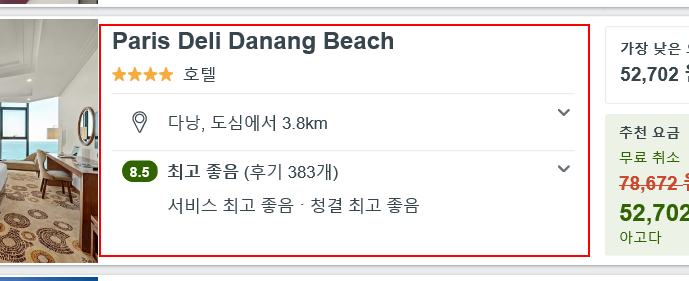 Paris Deli Danang Beach
호텔
다낭, 도심에서 3.8km
8.5 최고 좋음 (후기 383개)
서비스 최고 좋음 · 청결 최고 좋음
가장 낮은
52,702 원
추천 요금
무료 취소
78,672
52,702
아고다